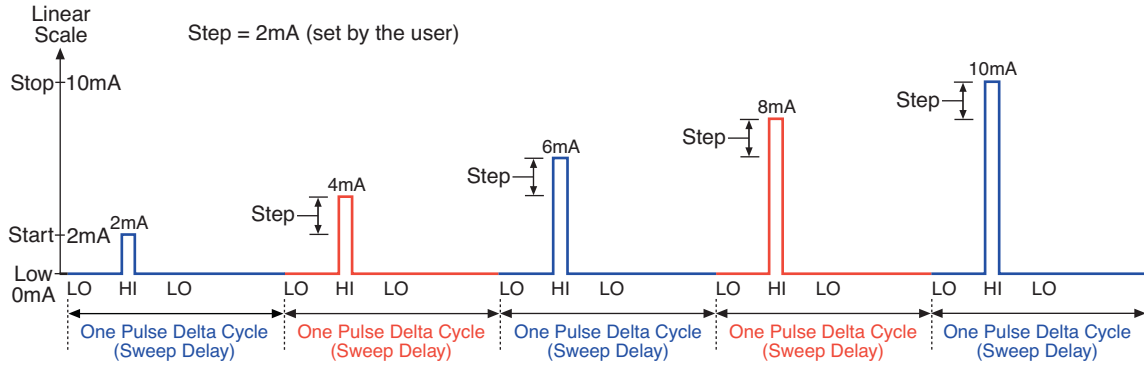 Linear
Scale
Step = 2mA (set by the user)
Stop 10mA
10mA
Step
8mA
Step
6mA
Step
4mA
Step
2mA
Start 2mA
Low
0mA
LO HI LO LO HI LO LO HI LO LO HI LO LO HI LO
One Pulse Delta Cycle
(Sweep Delay)
One Pulse Delta Cycle
(Sweep Delay)
One Pulse Delta Cycle
(Sweep Delay)
One Pulse Delta Cycle
(Sweep Delay)
One Pulse Delta Cycle
(Sweep Delay)